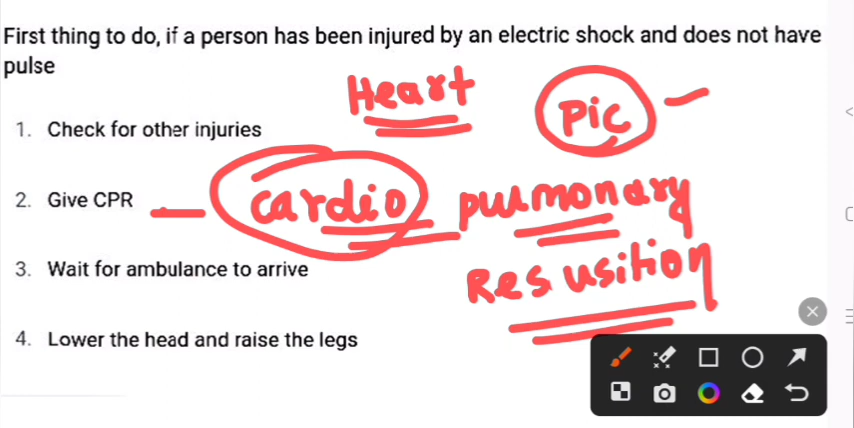 First thing to do, if a person has been injured by an electric shock and does not have
pulse
Heart
Pic
1. Check for other injuries
2. Give CPR
cardio pulmonary
Resusition
3. Wait for ambulance to arrive
4. Lower the head and raise the legs